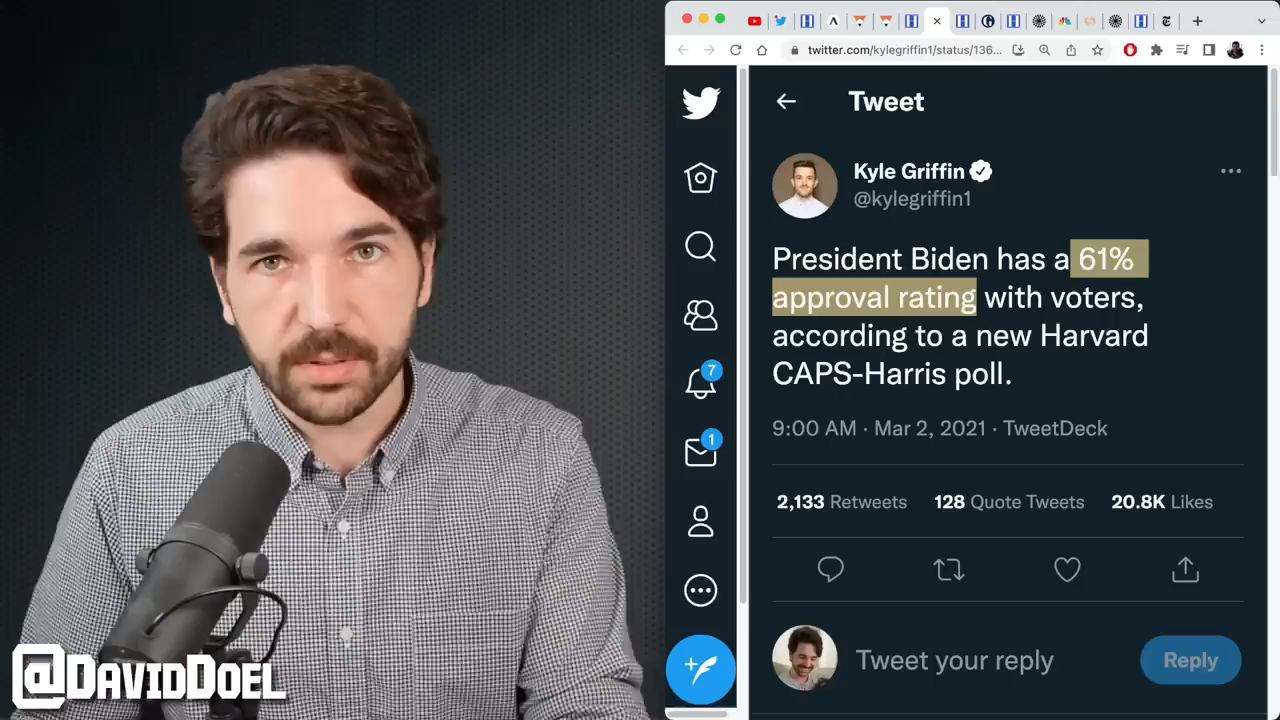 twitter.com/kylegriffin1/status/136...
Tweet
Kyle Griffin
@kylegriffin1
President Biden has a 61%
approval rating with voters,
according to a new Harvard
CAPS-Harris poll.
9:00 AM · Mar 2, 2021 · TweetDeck
2,133 Retweets 128 Quote Tweets 20.8K Likes
7
1
Tweet your reply
Reply
@DavidDoel